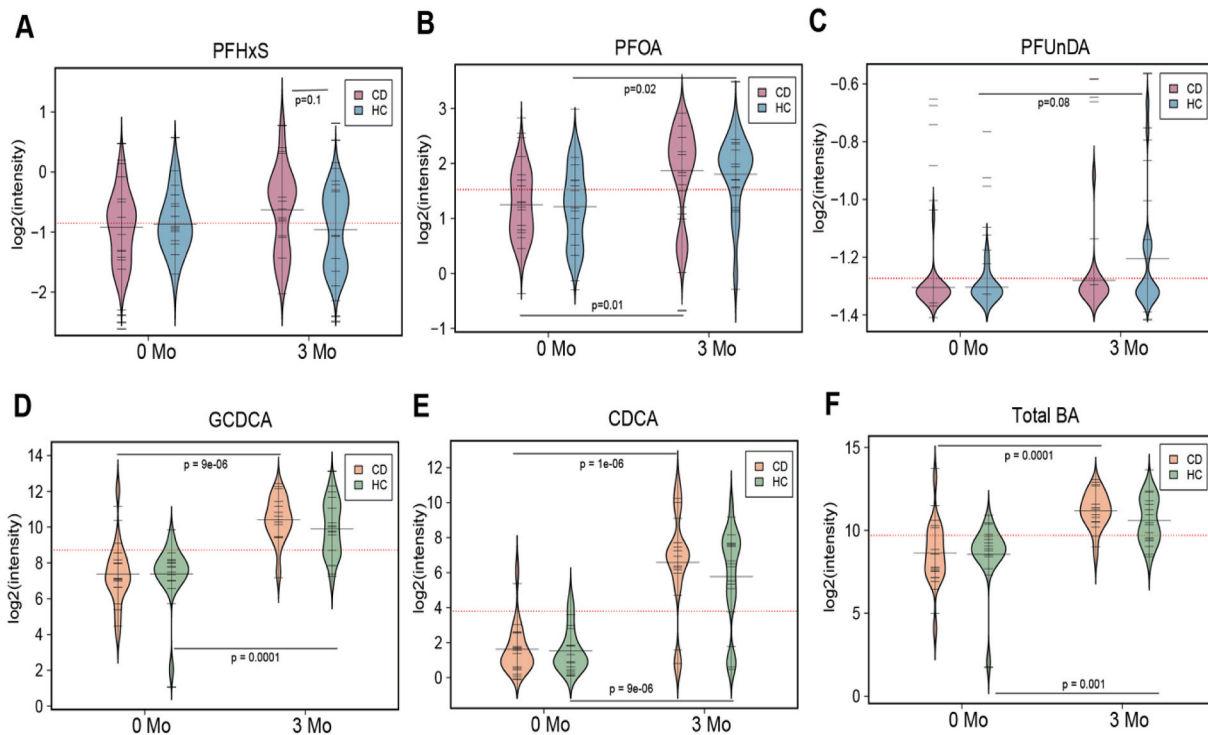 A
PFHxS
CD
HC
p=0.1
log2(intensity)
1
0
−1
−2
0 Mo
3 Mo
B
PFOA
CD
HC
p=0.02
log2(intensity)
3
2
1
0
−1
p=0.01
0 Mo
3 Mo
C
PFUnDA
CD
HC
p=0.08
log2(intensity)
−0.6
−0.8
−1.0
−1.2
−1.4
0 Mo
3 Mo
D
GCDCA
CD
HC
p = 9e-06
log2(intensity)
14
12
10
8
6
4
2
0
p = 0.0001
0 Mo
3 Mo
E
CDCA
CD
HC
p = 1e-06
log2(intensity)
12
10
8
6
4
2
0
p = 9e-06
0 Mo
3 Mo
F
Total BA
CD
HC
p = 0.0001
log2(intensity)
15
10
5
0
p = 0.001
0 Mo
3 Mo